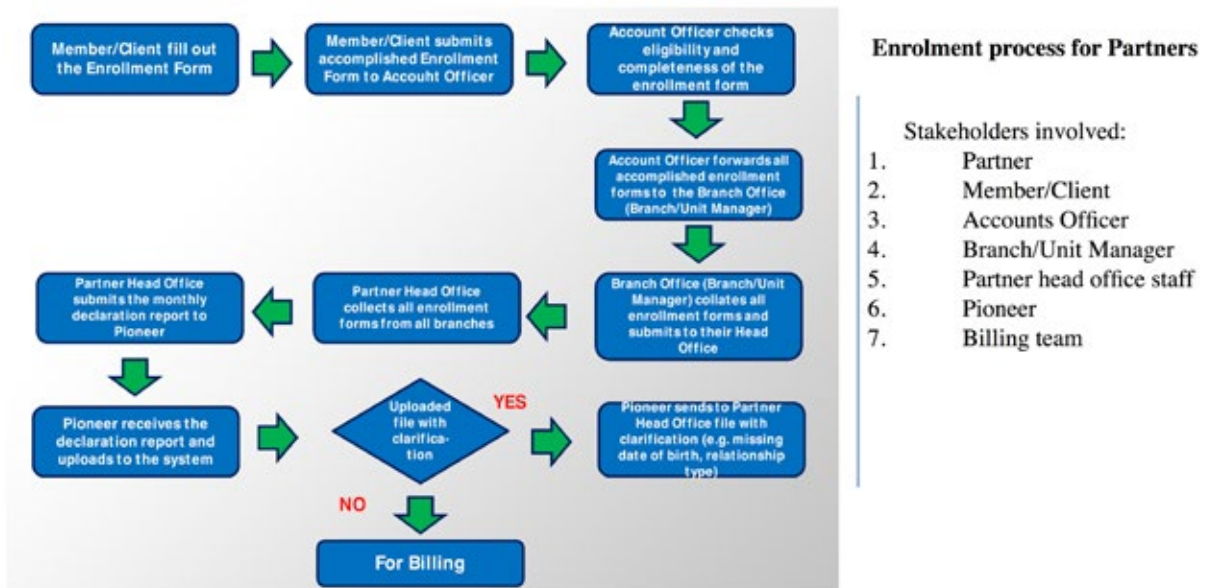 Member/Client fill out
the Enrollment Form
Member/Client submits
accomplished Enrollment
Form to Account Officer
Account Officer checks
eligibility and
completeness of the
enrollment form
Account Officer forwards all
accomplished enrollment
forms to the Branch Office
(Branch/Unit Manager)
Branch Office (Branch/Unit
Manager) collates all
enrollment forms and
submits to their Head
Office
Partner Head Office
collects all enrollment
forms from all branches
Partner Head Office
submits the monthly
declaration report to
Pioneer
Pioneer receives the
declaration report and
uploads to the system
Uploaded
file with
clarifica-
tion
YES
Pioneer sends to Partner
Head Office file with
clarification (e.g. missing
date of birth, relationship
type)
NO
For Billing
Enrolment process for Partners
Stakeholders involved:
1. Partner
2. Member/Client
3. Accounts Officer
4. Branch/Unit Manager
5. Partner head office staff
6. Pioneer
7. Billing team